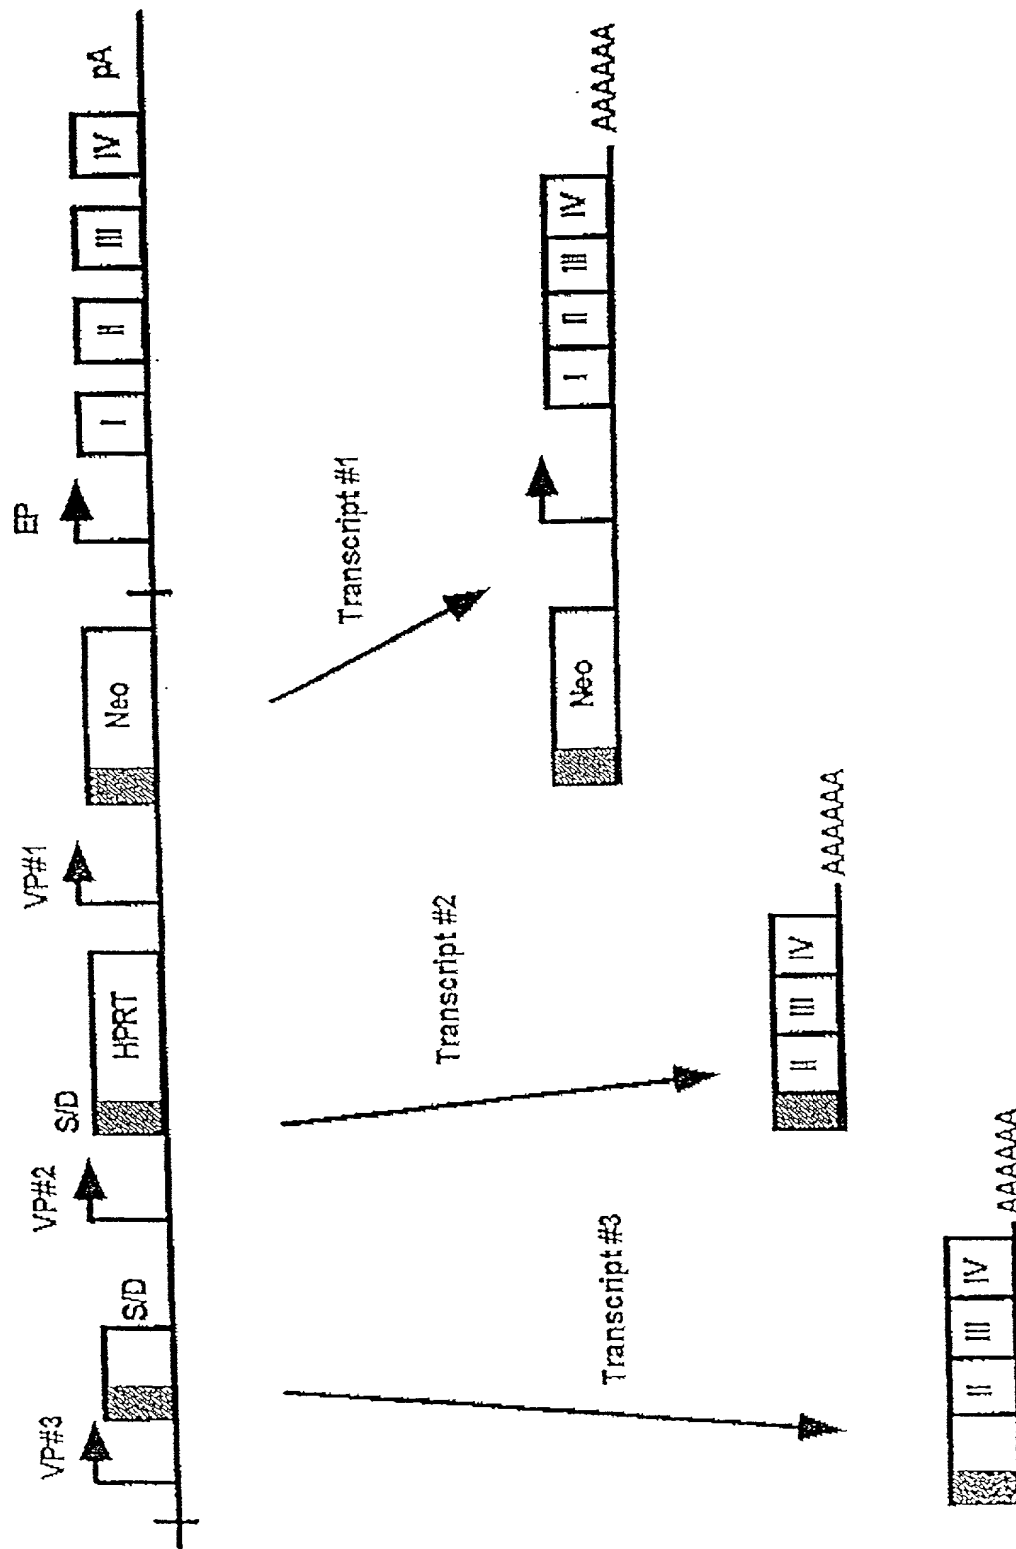 EP
VP#3
S/D
VP#2
S/D
HPRT
VP#1
Neo
I
II
III
IV
pA
Transcript #3
Transcript #2
Transcript #1
Neo
I
II
III
IV
AAAAAA
II
III
IV
AAAAAA
II
III
IV
AAAAAA